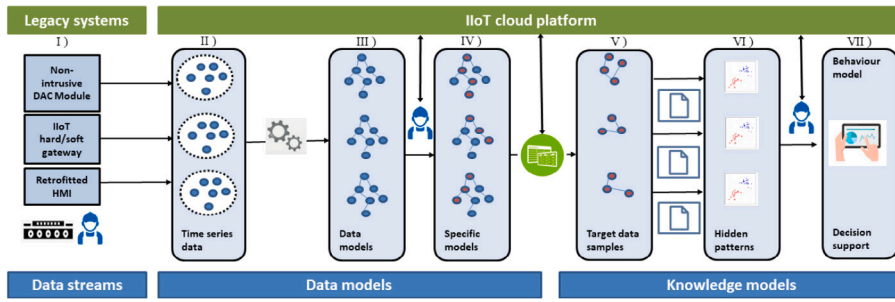 Legacy systems
IIoT cloud platform
I )
II )
III )
IV )
V )
VI )
VII )
Non-
intrusive
DAC Module
IIoT
hard/soft
gateway
Retrofitted
HMI
Time series
data
Data
models
Specific
models
Target data
samples
Hidden
patterns
Behaviour
model
Decision
support
Data streams
Data models
Knowledge models